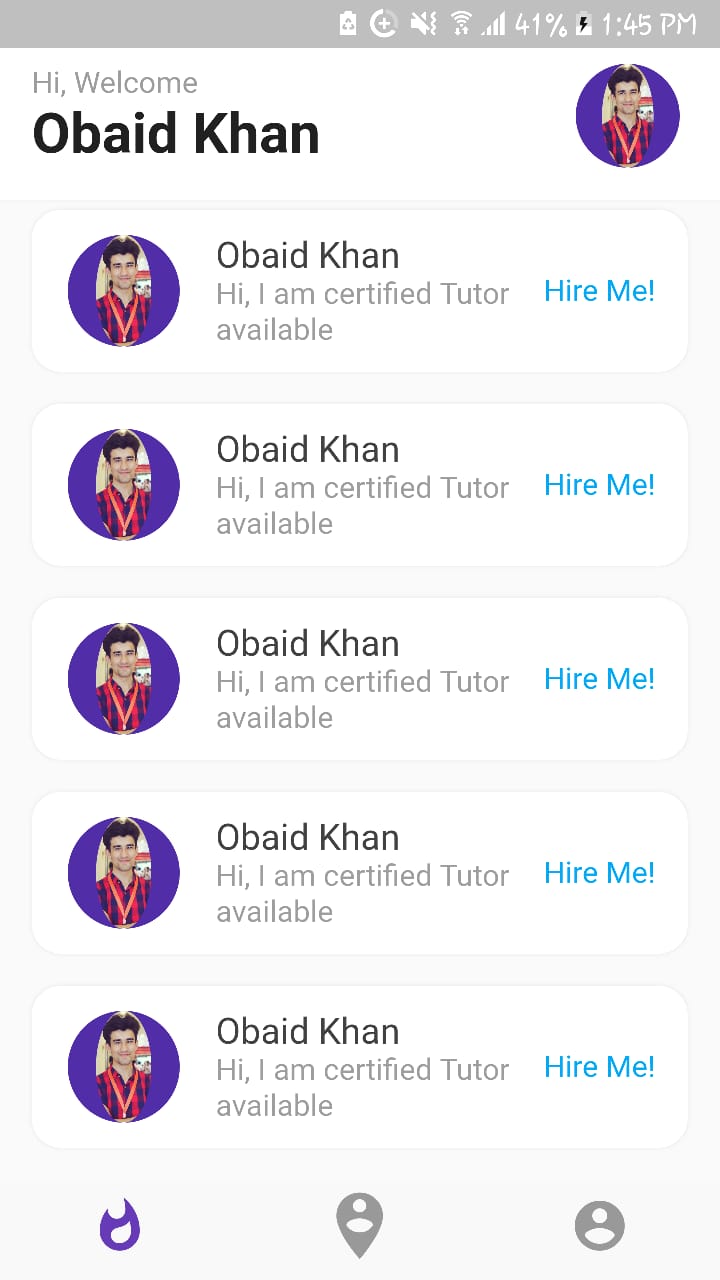 41% 1:45 PM
Hi, Welcome
Obaid Khan
Obaid Khan
Hi, I am certified Tutor
available
Hire Me!
Obaid Khan
Hi, I am certified Tutor
available
Hire Me!
Obaid Khan
Hi, I am certified Tutor
available
Hire Me!
Obaid Khan
Hi, I am certified Tutor
available
Hire Me!
Obaid Khan
Hi, I am certified Tutor
available
Hire Me!